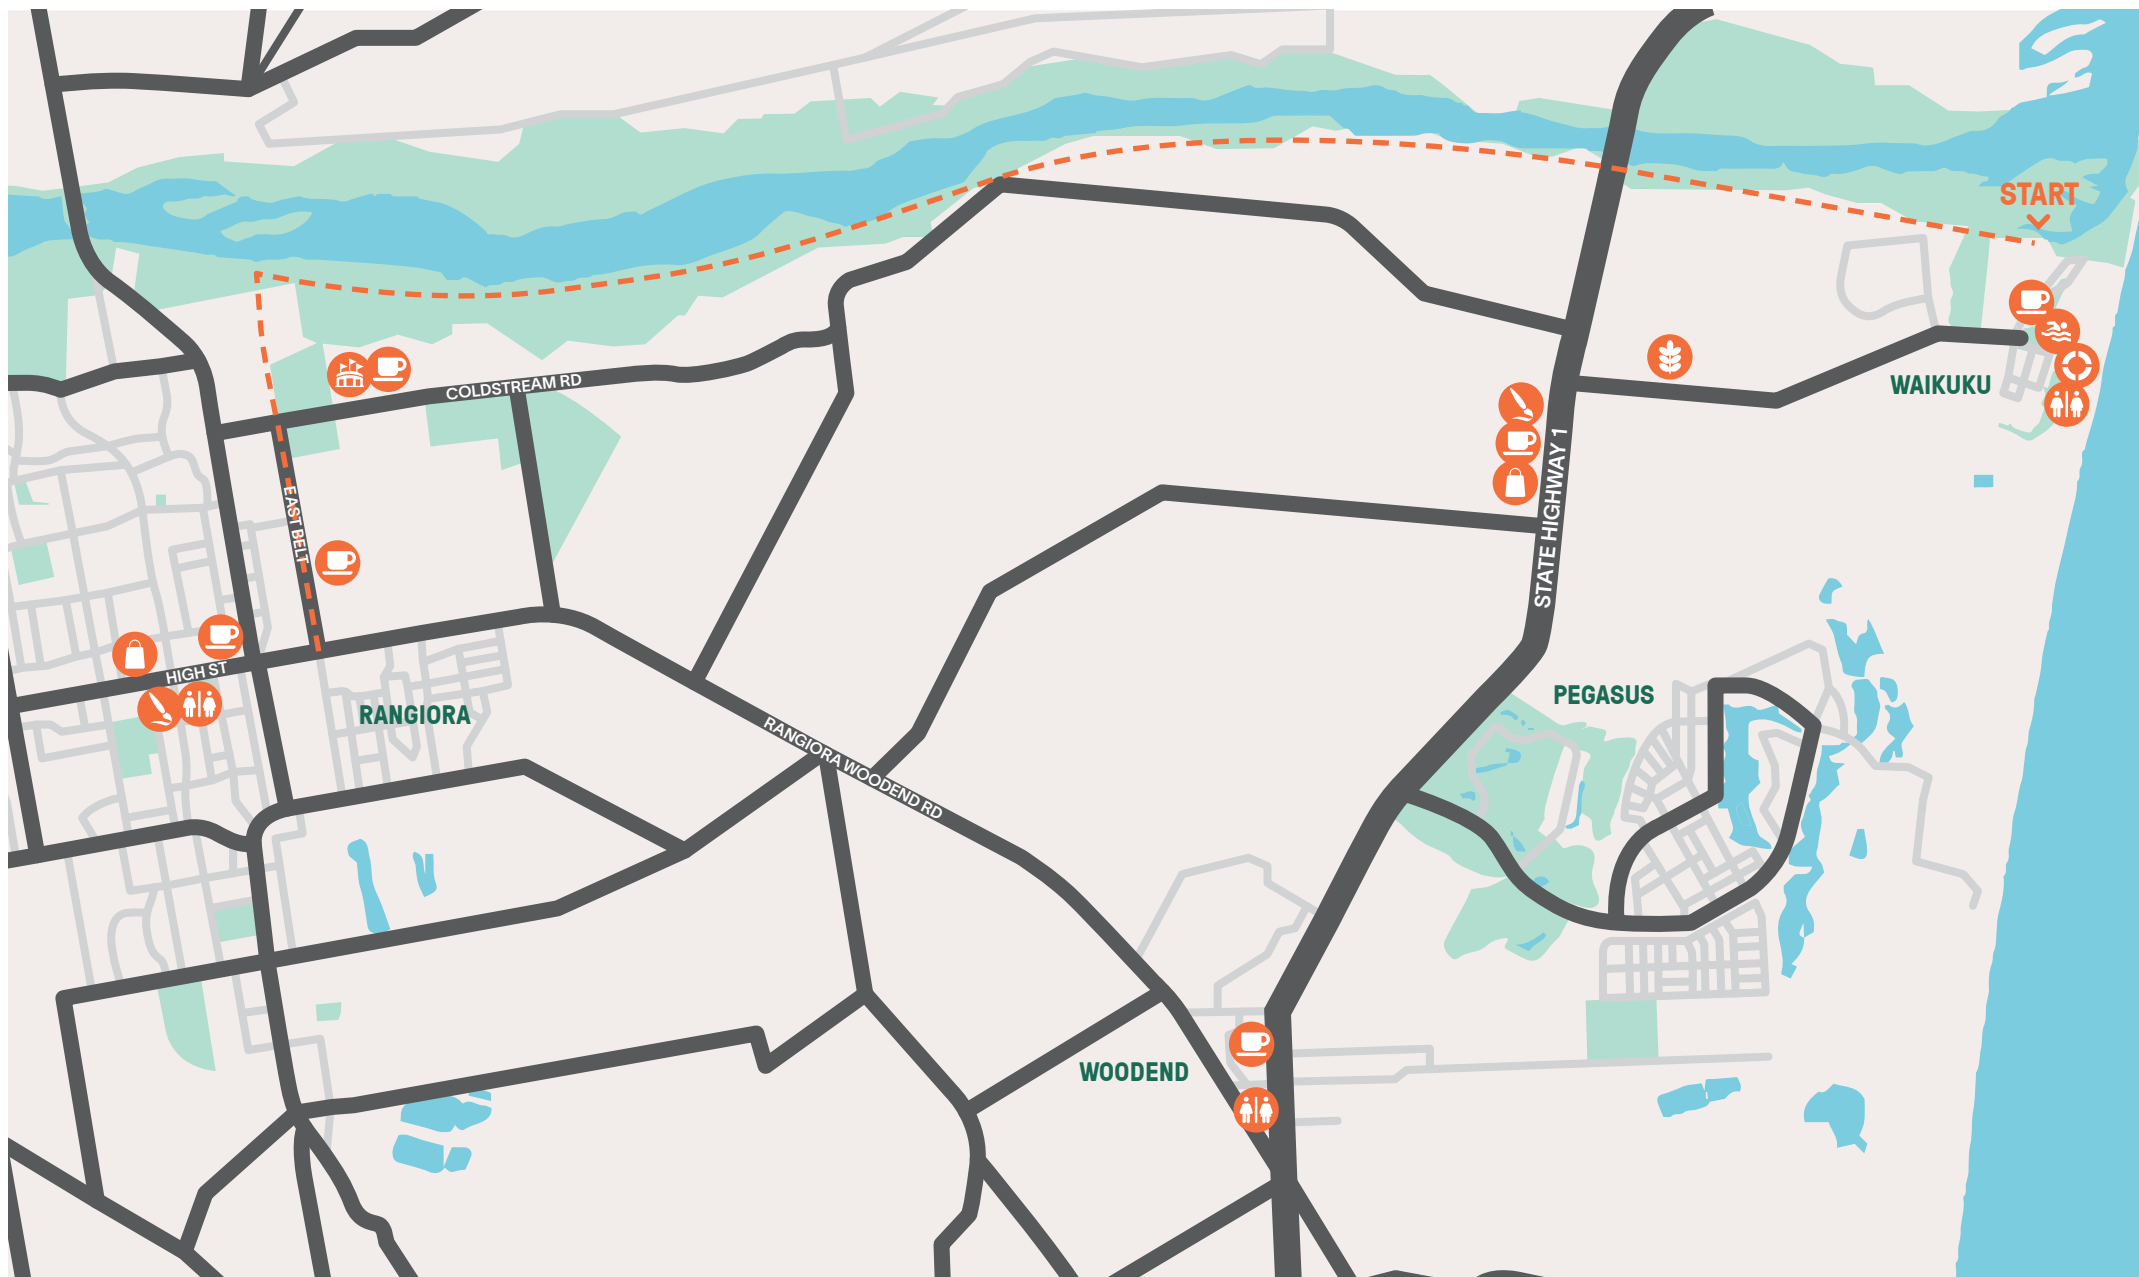 START
WAIKUKU
COLDSTREAM RD
STATE HIGHWAY 1
EAST BELT
HIGH ST
RANGIORA
PEGASUS
RANGIORA WOODEND RD
WOODEND